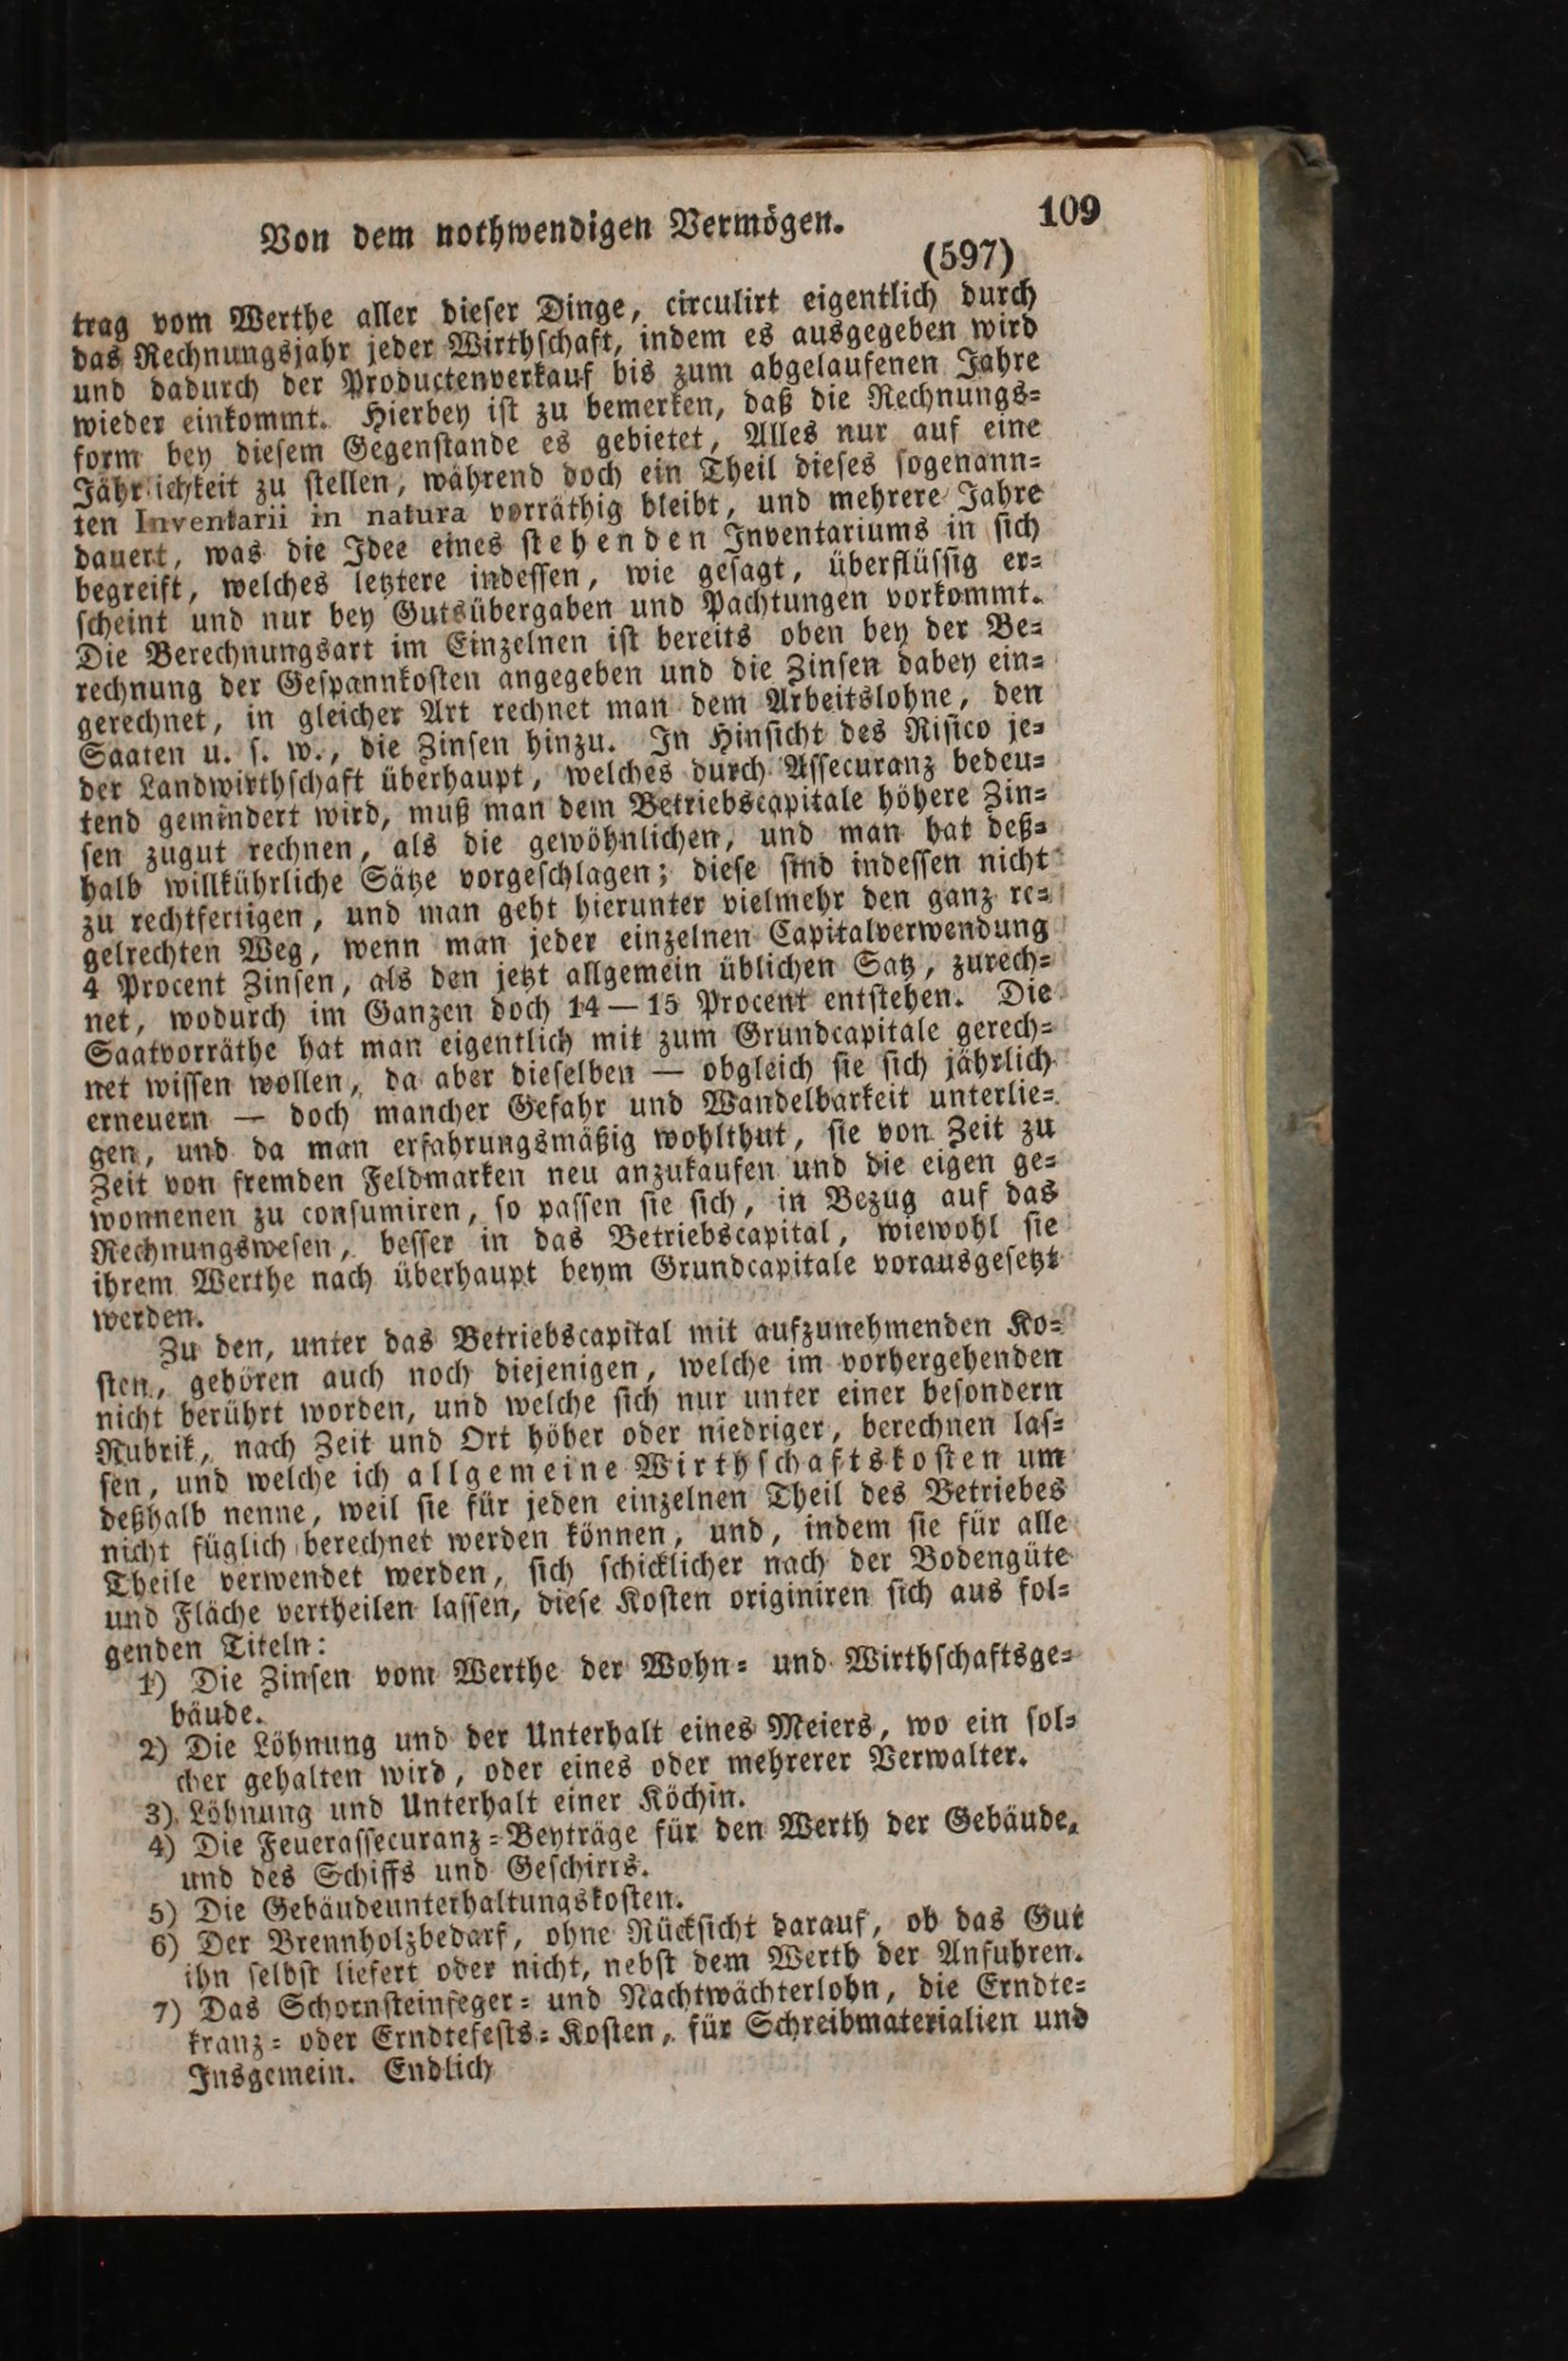 Von dem nothwendigen Vermögen. 109
(597)
trag vom Werthe aller dieſer Dinge, circulirt eigentlich durch
das Rechnungsjahr jeder Wirthſchaft, indem es ausgegeben wird
und dadurch der Productenverkauf bis zum abgelaufenen Jahre
wieder einkommt. Hierbey iſt zu bemerken, daß die Rechnungs=
form bey dieſem Gegenſtande es gebietet, Alles nur auf eine
Jährlichkeit zu ſtellen, während doch ein Theil dieſes ſogenann=
ten Inventarii in natura vorräthig bleibt, und mehrere Jahre
dauert, was die Idee eines ſtehenden Inventariums in ſich
begreift, welches letztere indeſſen, wie geſagt, überflüſſig er=
ſcheint und nur bey Gutsübergaben und Pachtungen vorkommt.
Die Berechnungsart im Einzelnen iſt bereits oben bey der Be=
rechnung der Geſpannkoſten angegeben und die Zinſen dabey ein=
gerechnet, in gleicher Art rechnet man dem Arbeitslohne, den
Saaten u. ſ. w., die Zinſen hinzu. In Hinſicht des Riſico je=
der Landwirthſchaft überhaupt, welches durch Aſſecuranz bedeu=
tend gemindert wird, muß man dem Betriebscapitale höhere Zin=
ſen zugut rechnen, als die gewöhnlichen, und man hat deß=
halb willkührliche Sätze vorgeſchlagen; dieſe ſind indeſſen nicht
zu rechtfertigen, und man geht hierunter vielmehr den ganz re=
gelrechten Weg, wenn man jeder einzelnen Capitalverwendung
4 Procent Zinſen, als den jetzt allgemein üblichen Satz, zurech=
net, wodurch im Ganzen doch 14 — 15 Procent entſtehen. Die
Saatvorräthe hat man eigentlich mit zum Grundcapitale gerech=
net wiſſen wollen, da aber dieſelben — obgleich ſie ſich jährlich
erneuern — doch mancher Gefahr und Wandelbarkeit unterlie=
gen, und da man erfahrungsmäßig wohlthut, ſie von Zeit zu
Zeit von fremden Feldmarken neu anzukaufen und die eigen ge=
wonnenen zu conſumiren, ſo paſſen ſie ſich, in Bezug auf das
Rechnungsweſen, beſſer in das Betriebscapital, wiewohl ſie
ihrem Werthe nach überhaupt beym Grundcapitale vorausgeſetzt
werden.
Zu den, unter das Betriebscapital mit aufzunehmenden Ko=
ſten, gehören auch noch diejenigen, welche im vorhergehenden
nicht berührt worden, und welche ſich nur unter einer beſondern
Rubrik, nach Zeit und Ort höher oder niedriger, berechnen laſ=
ſen, und welche ich allgemeine Wirthſchaftskoſten um
deßhalb nenne, weil ſie für jeden einzelnen Theil des Betriebes
nicht füglich berechnet werden können, und, indem ſie für alle
Theile verwendet werden, ſich ſchicklicher nach der Bodengüte
und Fläche vertheilen laſſen, dieſe Koſten originiren ſich aus fol=
genden Titeln:
1) Die Zinſen vom Werthe der Wohn= und Wirthſchaftsge=
bäude.
2) Die Löhnung und der Unterhalt eines Meiers, wo ein ſol=
cher gehalten wird, oder eines oder mehrerer Verwalter.
3) Löhnung und Unterhalt einer Köchin.
4) Die Feueraſſecuranz=Beyträge für den Werth der Gebäude,
und des Schiffs und Geſchirrs.
5) Die Gebäudeunterhaltungskoſten.
6) Der Brennholzbedarf, ohne Rückſicht darauf, ob das Gut
ihn ſelbſt liefert oder nicht, nebſt dem Werth der Anfuhren.
7) Das Schornſteinfeger= und Nachtwächterlohn, die Erndte=
kranz= oder Erndtefeſts=Koſten, für Schreibmaterialien und
Insgemein. Endlich